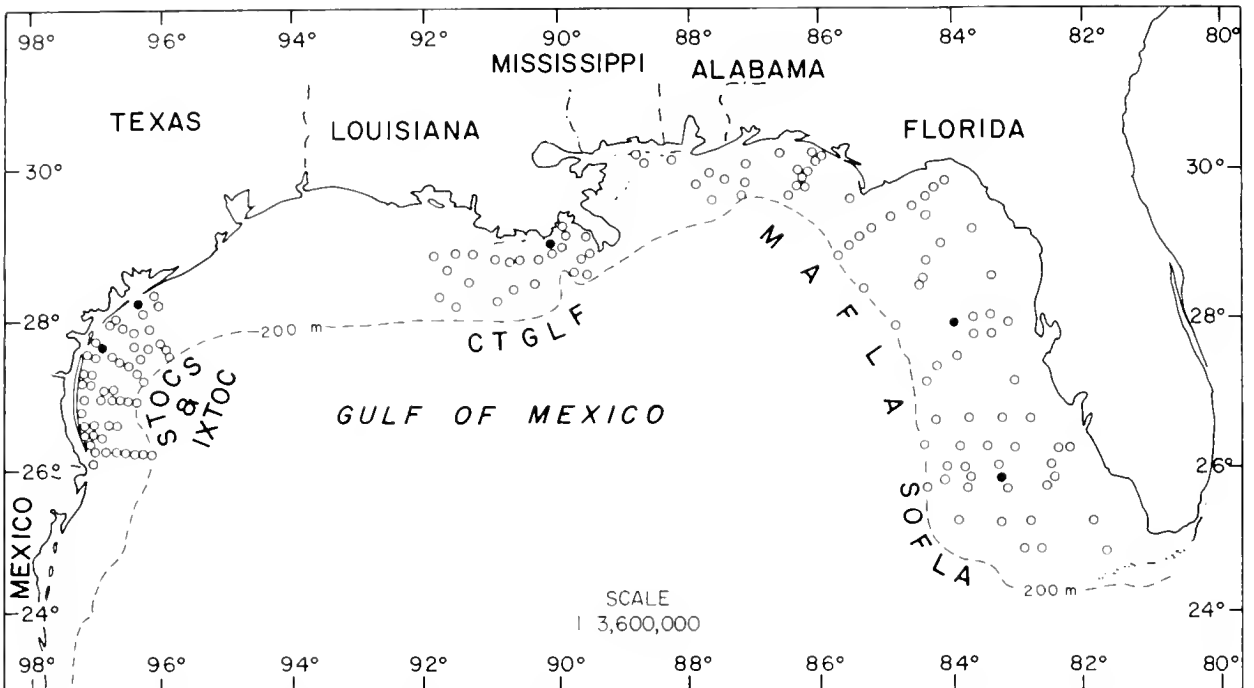 98° 96° 94° 92° 90° 88° 86° 84° 82° 80°
MISSISSIPPI ALABAMA
TEXAS LOUISIANA FLORIDA
30° 30°
28° 28°
200 m
CTGLF
MAFLA
STOCS
&
IXTOC
GULF OF MEXICO
26° 26°
SOFLA
MEXICO
200 m
SCALE
1 3,600,000
24° 24°
98° 96° 94° 92° 90° 88° 86° 84° 82° 80°